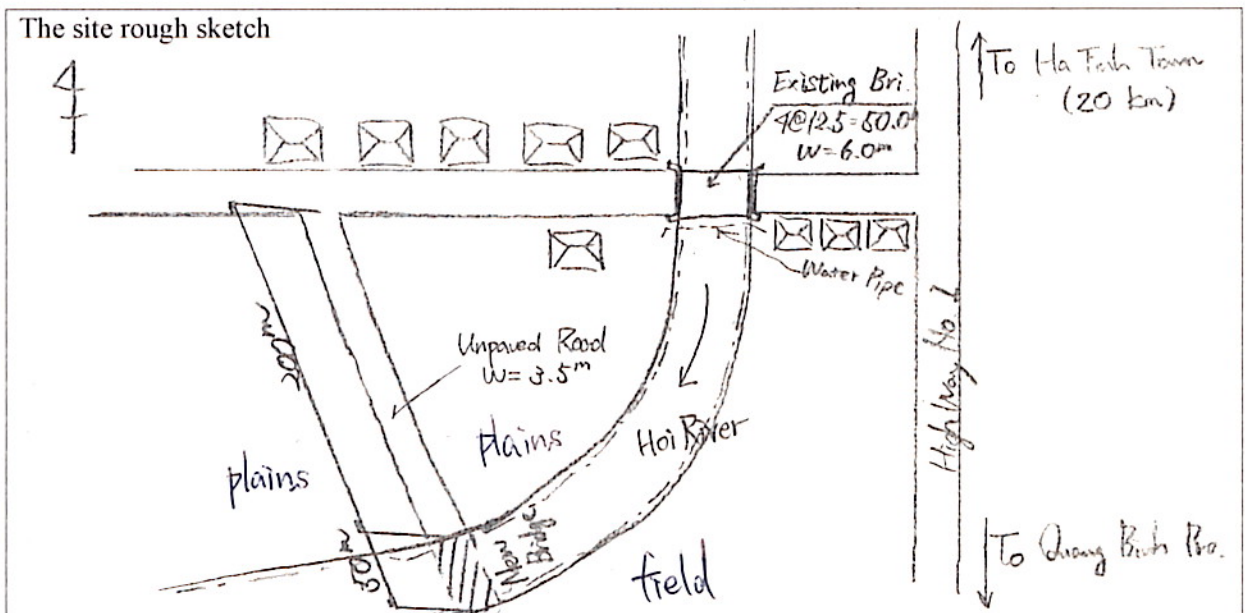 The site rough sketch
4
To Ha Tinh Town
(20 km)
Existing Bri.
4@12.5=50.0m
W=6.0m
Water Pipe
200m
Unpaved Road
W=3.5m
plains
plains
Hoi River
High Way No. 1
New
Bridge
field
To Quang Binh Pro.